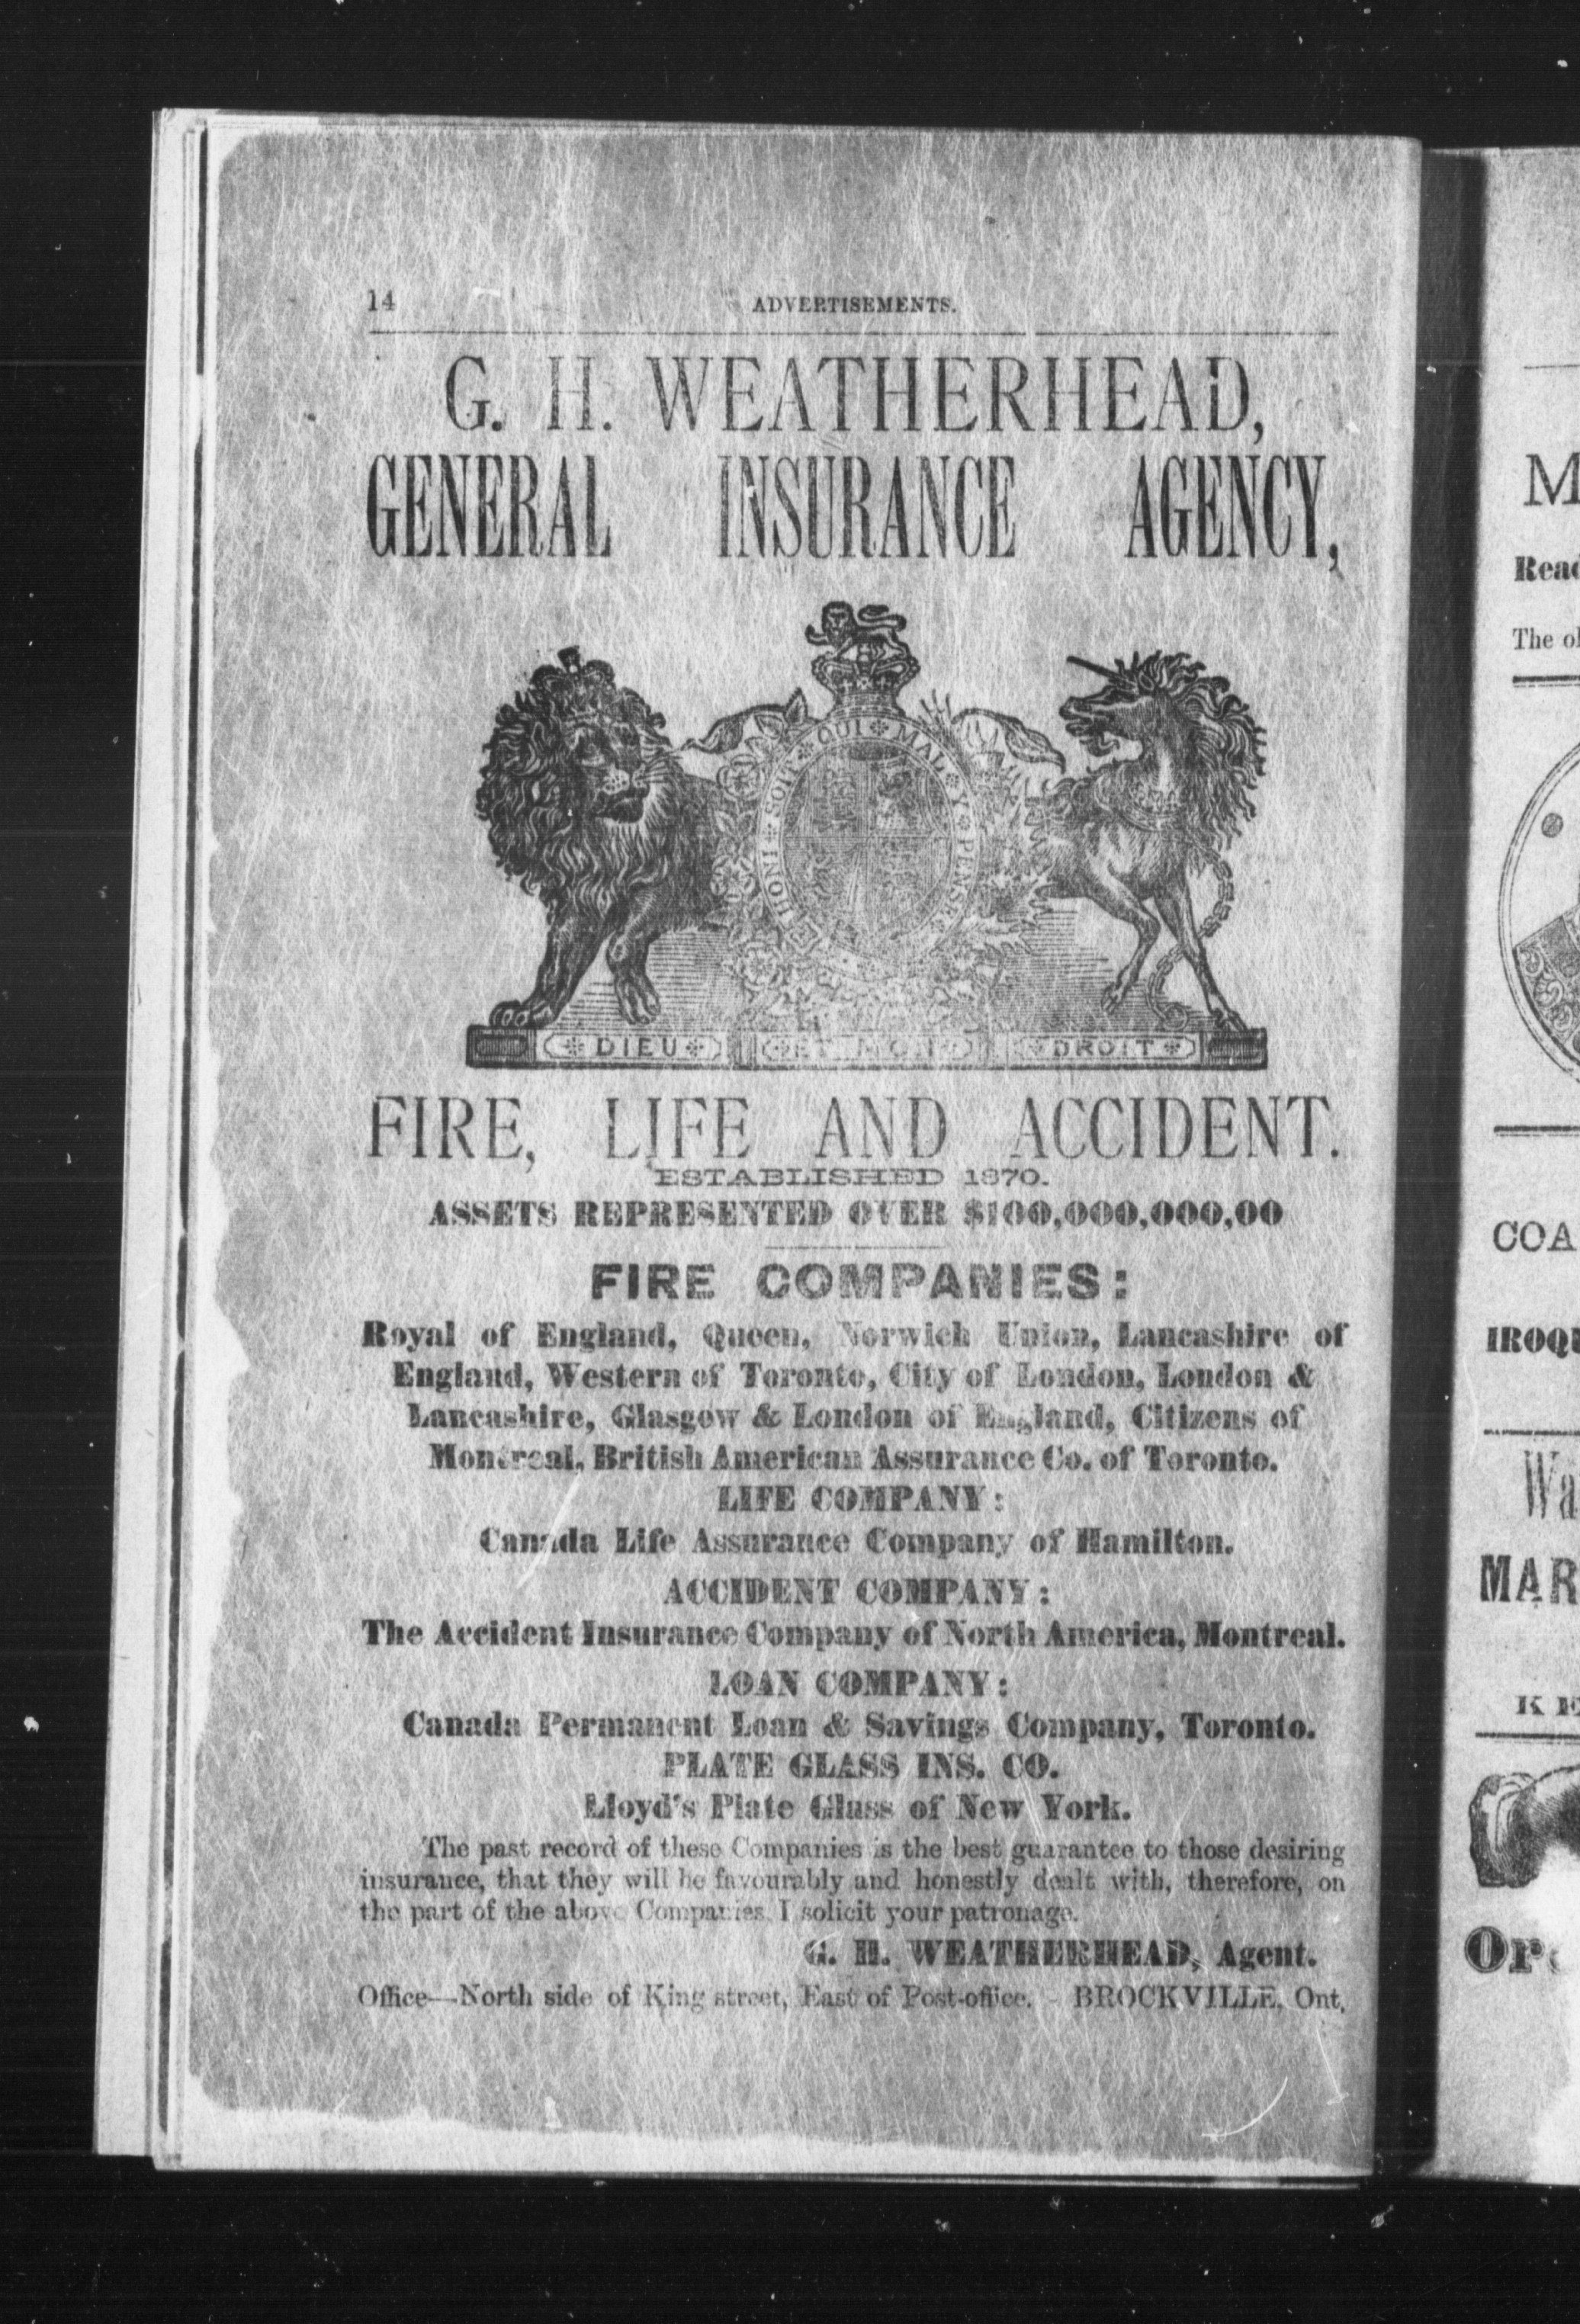 14
ADVERTISEMENTS.
G. H. WEATHERHEAD,
GENERAL INSURANCE AGENCY,
HONI SOIT QUI MAL Y PENSE
DIEU ET MON DROIT
FIRE, LIFE AND ACCIDENT.
ESTABLISHED 1870.
ASSETS REPRESENTED OVER $100,000,000,00
FIRE COMPANIES:
Royal of England, Queen, Norwich Union, Lancashire of
England, Western of Toronto, City of London, London &
Lancashire, Glasgow & London of England, Citizens of
Montreal, British American Assurance Co. of Toronto.
LIFE COMPANY:
Canada Life Assurance Company of Hamilton.
ACCIDENT COMPANY:
The Accident Insurance Company of North America, Montreal.
LOAN COMPANY:
Canada Permanent Loan & Savings Company, Toronto.
PLATE GLASS INS. CO.
Lloyd's Plate Glass of New York.
The past record of these Companies is the best guarantee to those desiring
insurance, that they will be favourably and honestly dealt with, therefore, on
the part of the above Companies, I solicit your patronage.
G. H. WEATHERHEAD, Agent.
Office—North side of King street, East of Post-office. - BROCKVILLE, Ont,
M
Read
The ol
COA
IROQU
Wa
MAR
KE
Or